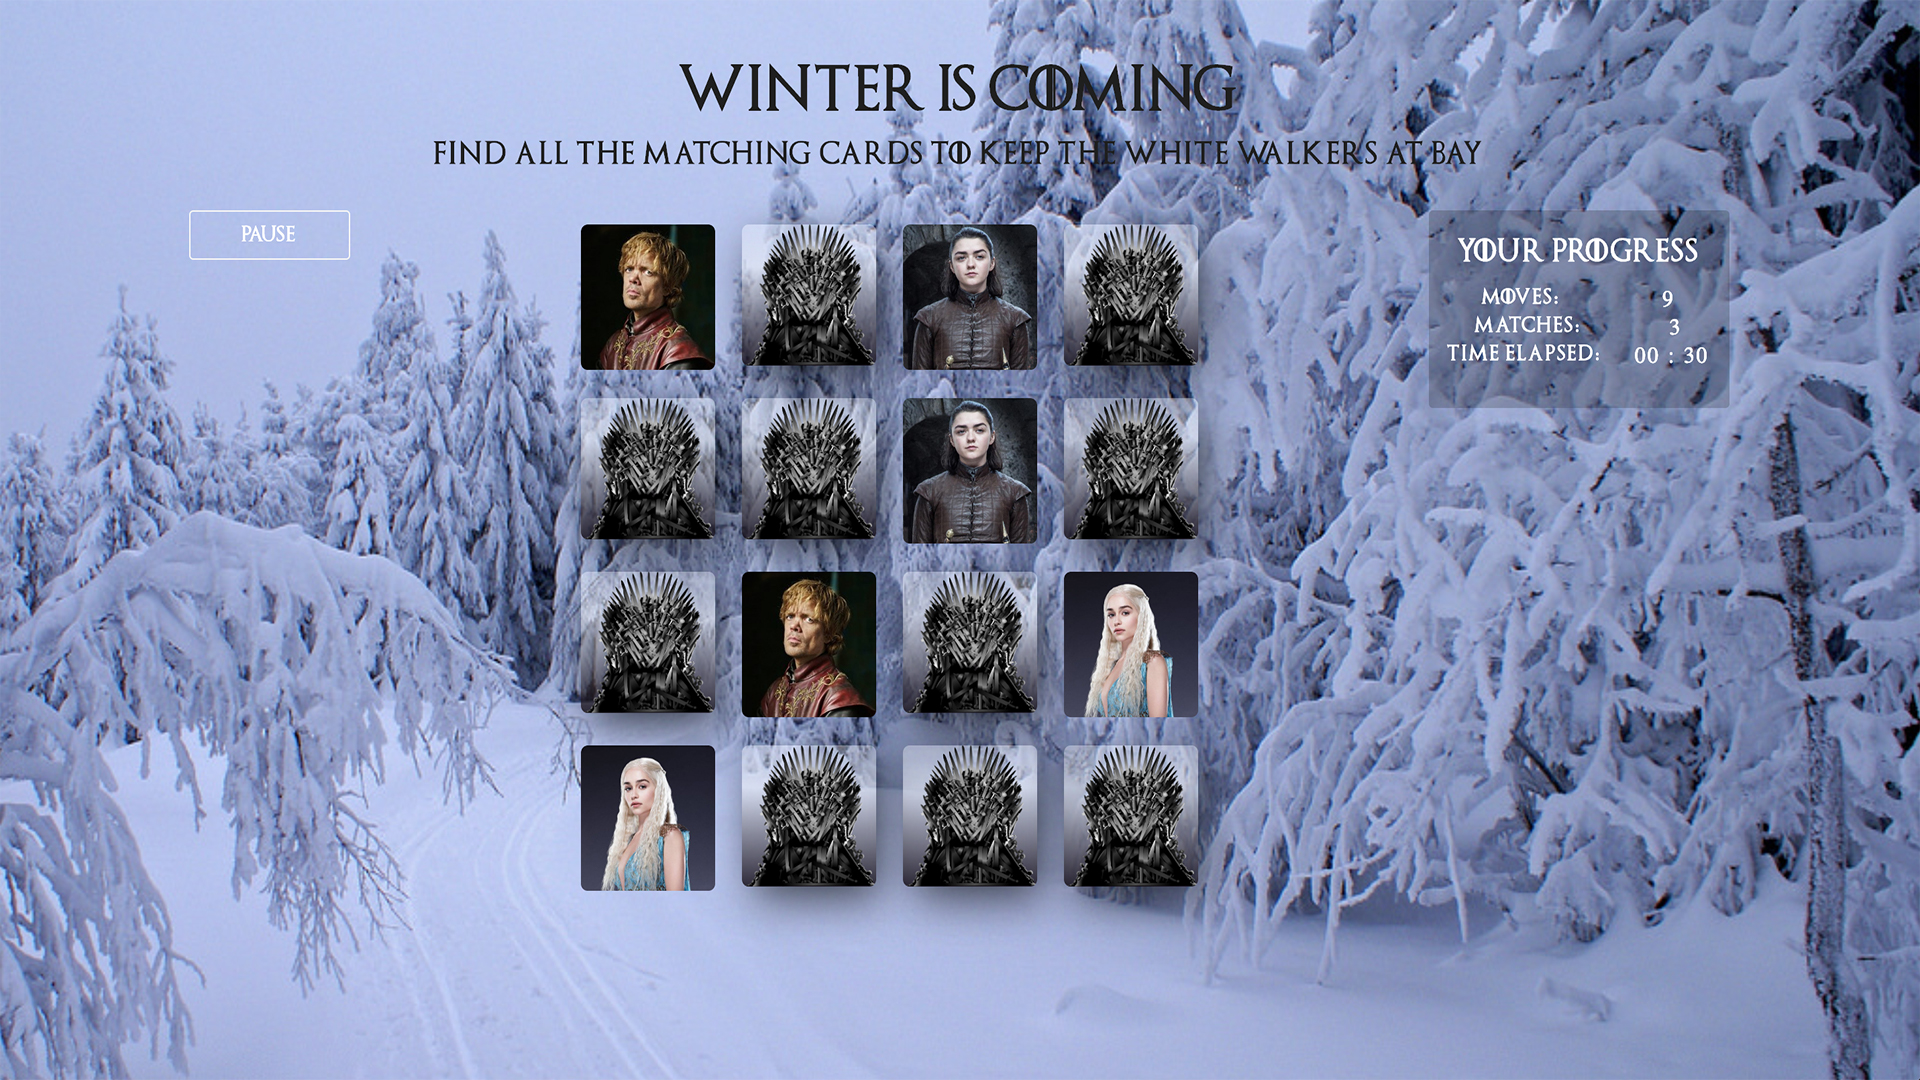 WINTER IS COMING
FIND ALL THE MATCHING CARDS TO KEEP THE WHITE WALKERS AT BAY
PAUSE
YOUR PROGRESS
MOVES: 9
MATCHES: 3
TIME ELAPSED: 00 : 30